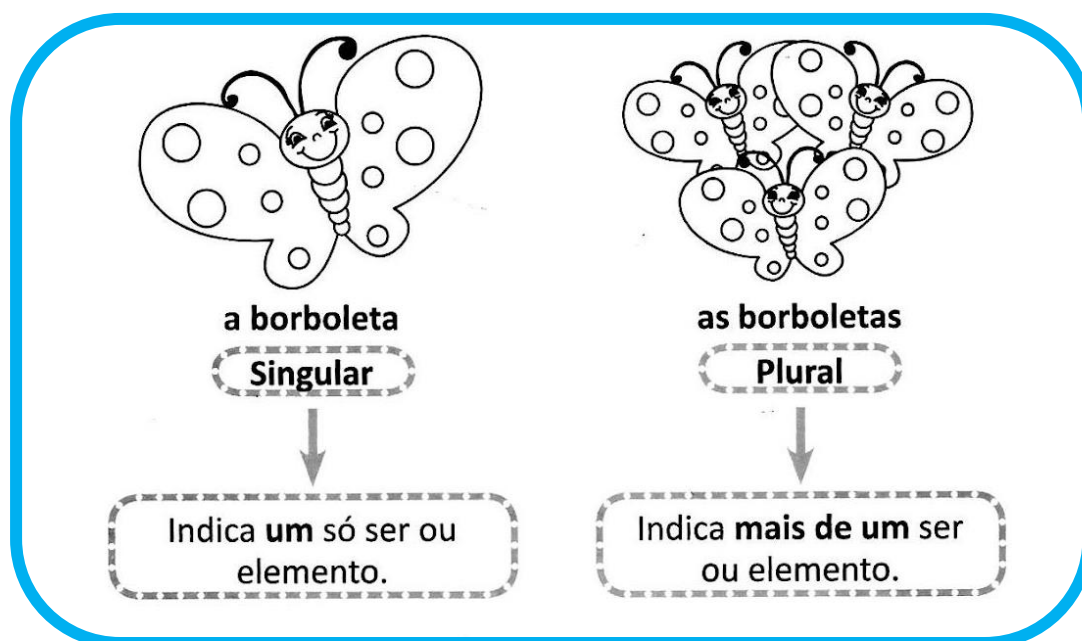 a borboleta
Singular
Indica um só ser ou
elemento.
as borboletas
Plural
Indica mais de um ser
ou elemento.